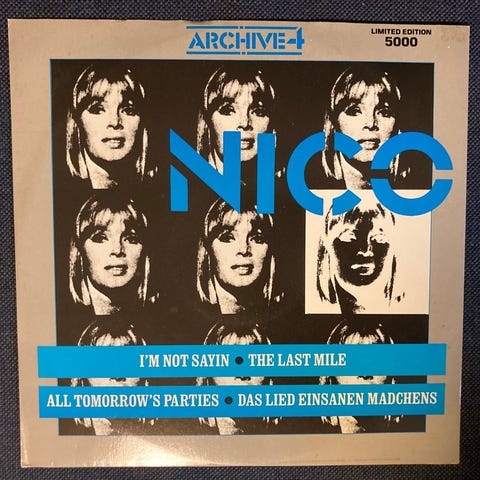 ARCHIVE 4
LIMITED EDITION
5000
NICO
I'M NOT SAYIN • THE LAST MILE
ALL TOMORROW'S PARTIES • DAS LIED EINSANEN MADCHENS